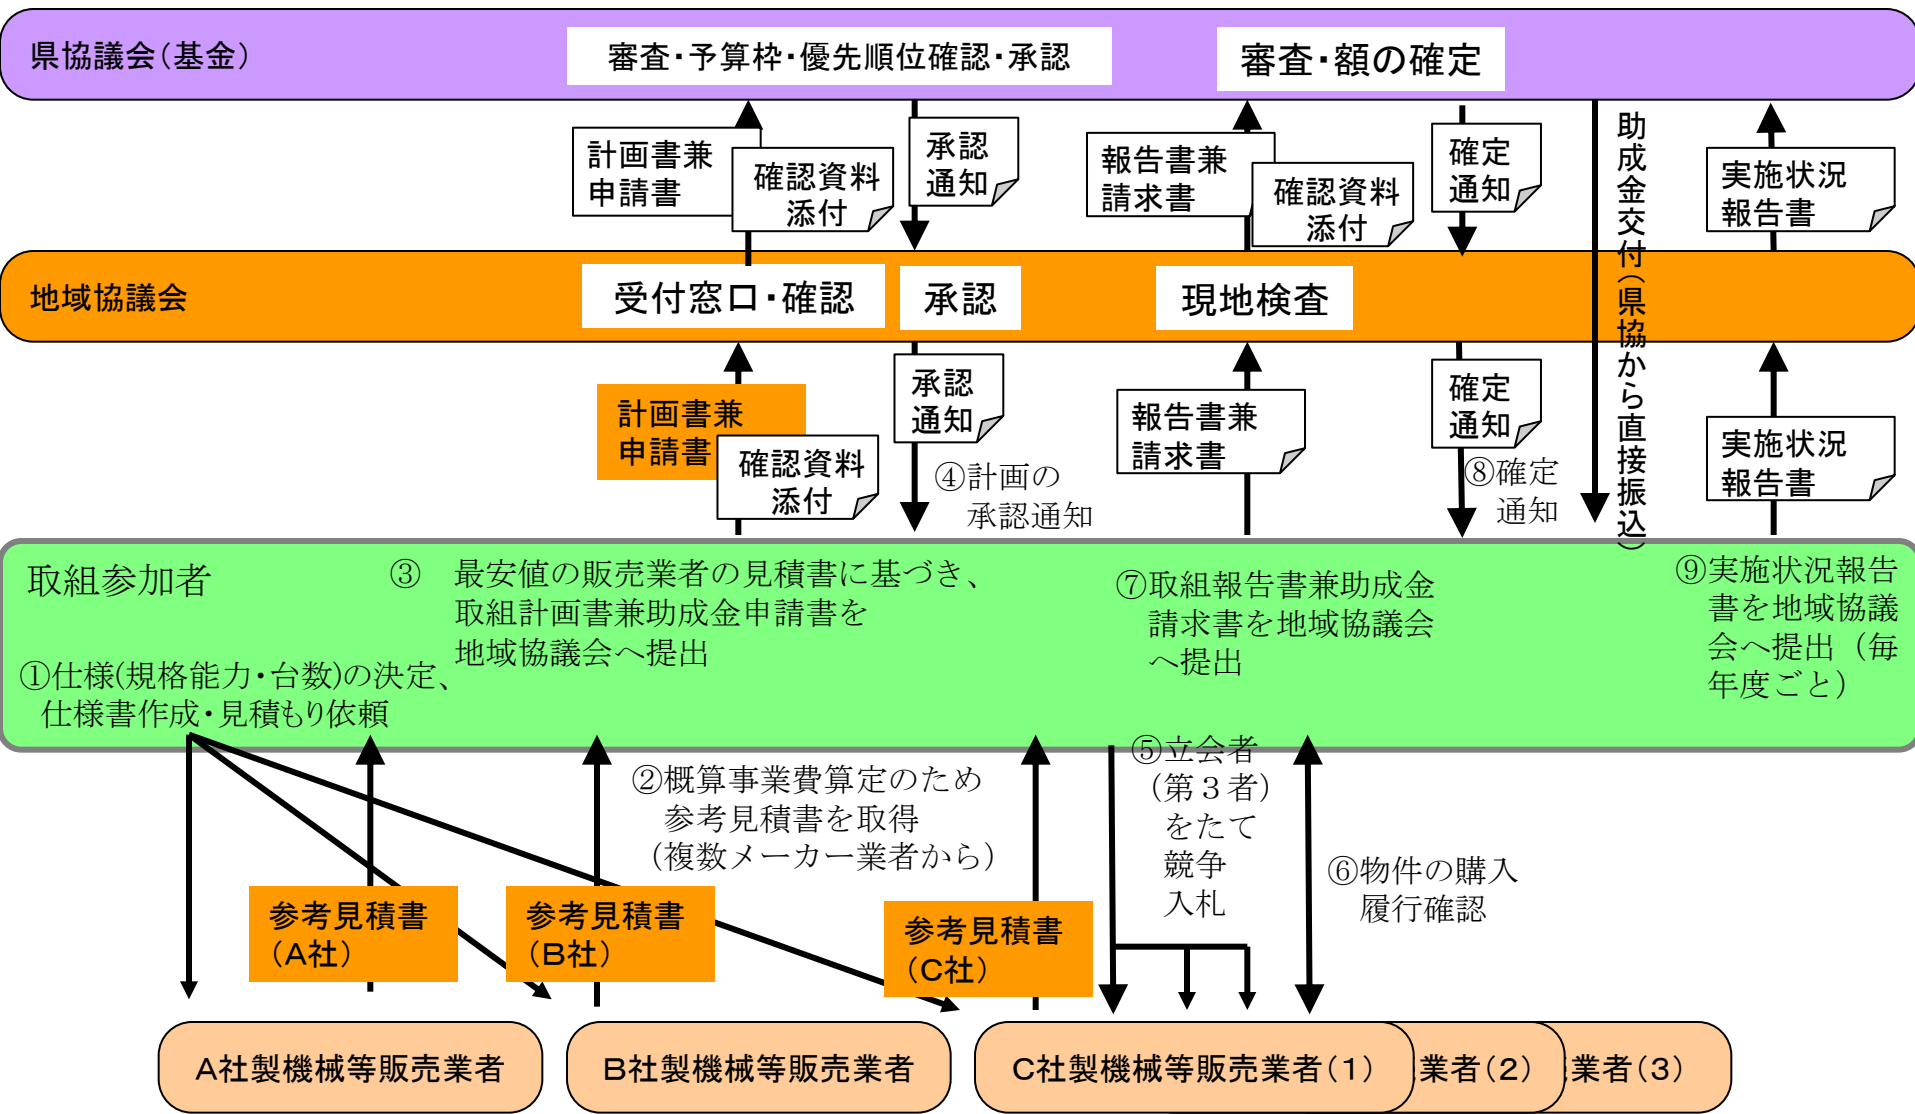 県協議会（基金）
審査・予算枠・優先順位確認・承認
審査・額の確定
計画書兼
申請書
確認資料
添付
承認
通知
報告書兼
請求書
確認資料
添付
確定
通知
助成金交付（県協から直接振込）
実施状況
報告書
地域協議会
受付窓口・確認
承認
現地検査
計画書兼
申請書
確認資料
添付
承認
通知
④計画の
承認通知
報告書兼
請求書
確定
通知
⑧確定
通知
実施状況
報告書
取組参加者
③　最安値の販売業者の見積書に基づき、
取組計画書兼助成金申請書を
地域協議会へ提出
⑦取組報告書兼助成金
請求書を地域協議会
へ提出
⑨実施状況報告
書を地域協議
会へ提出（毎
年度ごと）
①仕様(規格能力・台数)の決定、
仕様書作成・見積もり依頼
②概算事業費算定のため
参考見積書を取得
（複数メーカー業者から）
⑤立会者
（第３者）
をたて
競争
入札
⑥物件の購入
履行確認
参考見積書
（A社）
参考見積書
（B社）
参考見積書
（C社）
A社製機械等販売業者
B社製機械等販売業者
C社製機械等販売業者（1）
業者（2）
業者（3）